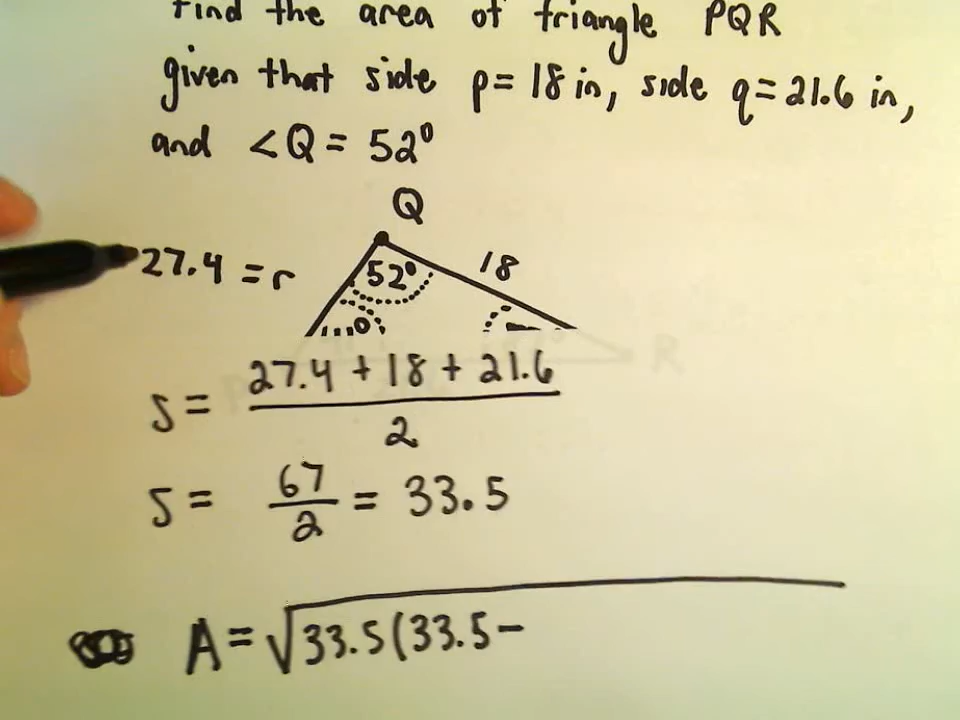 Find the area of triangle PQR
given that side p = 18 in, side q = 21.6 in,
and <Q = 52°
Q
27.4 = r
52°
18
S = 27.4 + 18 + 21.6 / 2
S = 67 / 2 = 33.5
R
A = √33.5(33.5 –